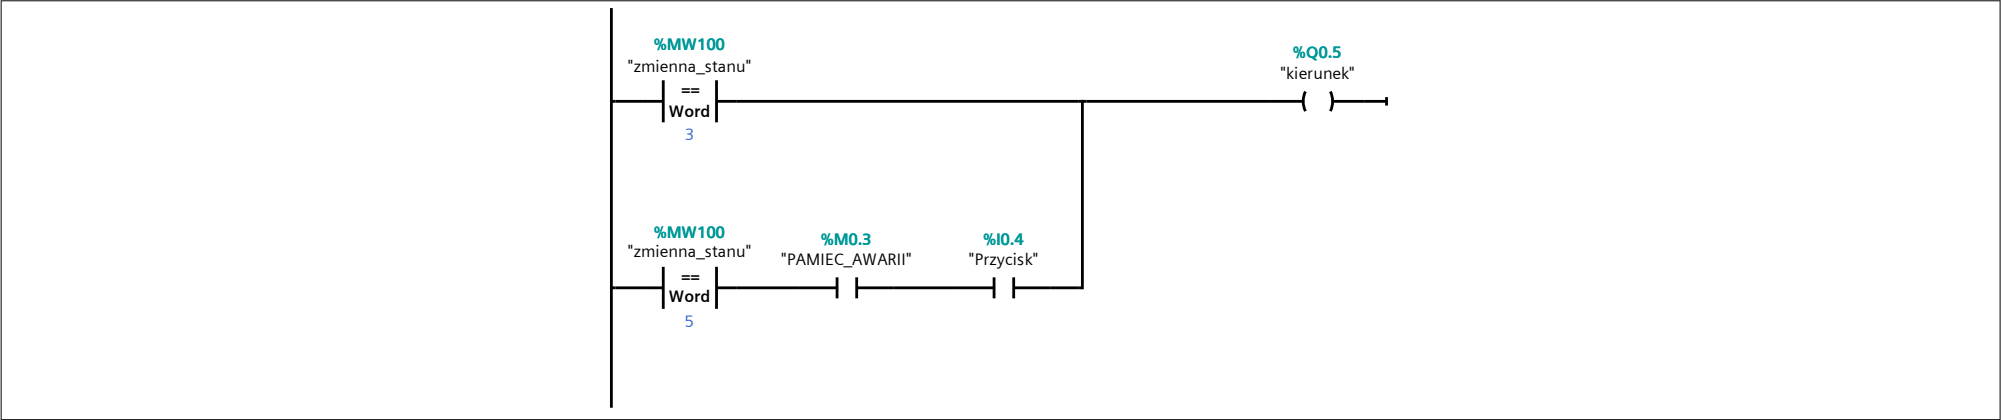 %MW100
"zmienna_stanu"
==
Word
3
%Q0.5
"kierunek"
%MW100
"zmienna_stanu"
==
Word
5
%M0.3
"PAMIEC_AWARII"
%I0.4
"Przycisk"